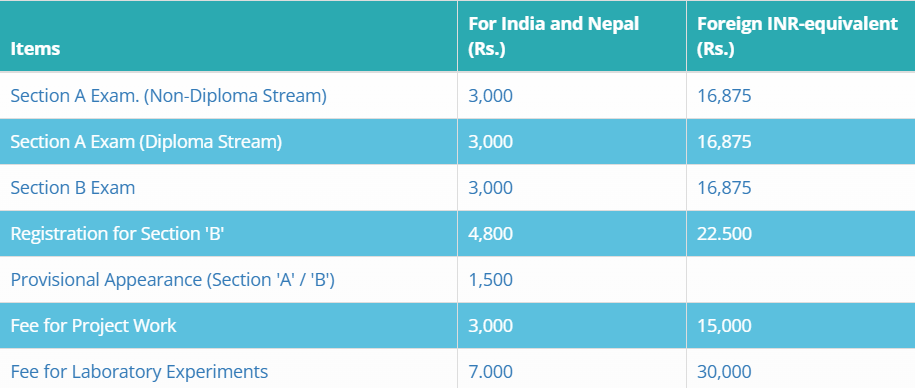 Items For India and Nepal (Rs.) Foreign INR-equivalent (Rs.)
Section A Exam. (Non-Diploma Stream) 3,000 16,875
Section A Exam (Diploma Stream) 3,000 16,875
Section B Exam 3,000 16,875
Registration for Section 'B' 4,800 22.500
Provisional Appearance (Section 'A' / 'B') 1,500
Fee for Project Work 3,000 15,000
Fee for Laboratory Experiments 7.000 30,000